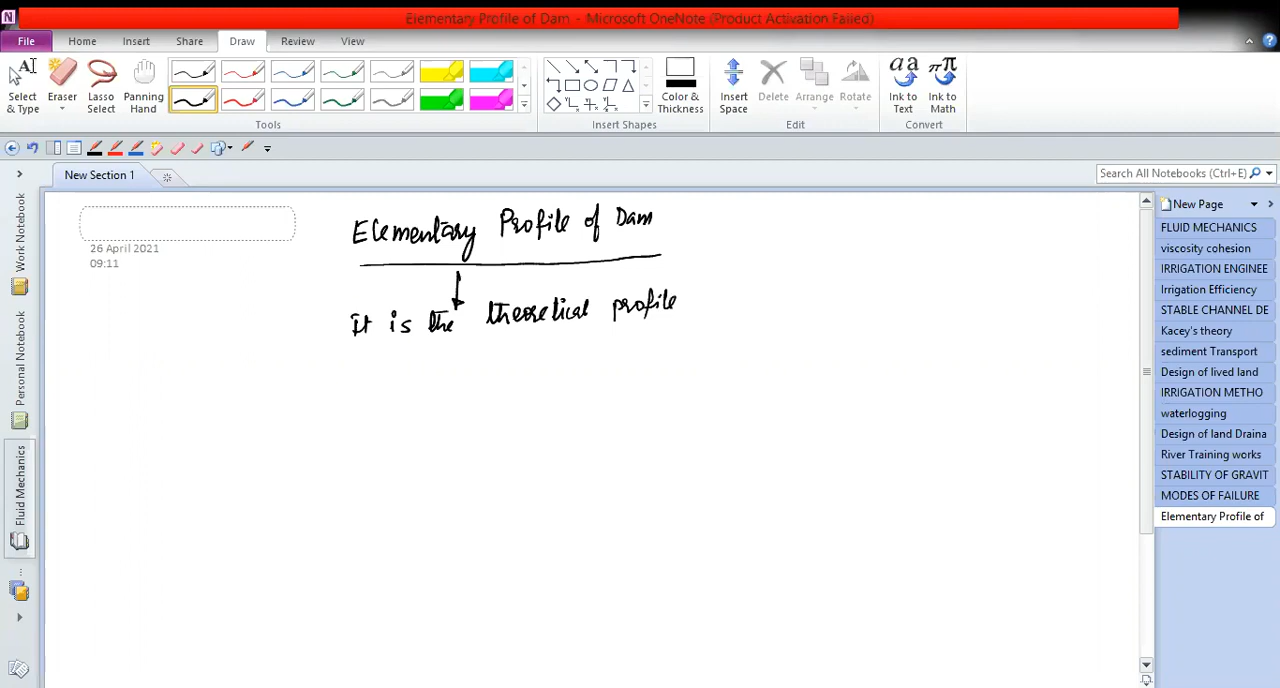 Elementary Profile of Dam - Microsoft OneNote (Product Activation Failed)
File Home Insert Share Draw Review View
Select & Type
Eraser
Lasso Select
Panning Hand
Color & Thickness
Insert Space
Delete
Arrange
Rotate
Ink to Text
Ink to Math
Tools
Insert Shapes
Edit
Convert
New Section 1
Search All Notebooks (Ctrl+E)
Work Notebook
Personal Notebook
Fluid Mechanics
26 April 2021
09:11
Elementary Profile of Dam
it is the theoretical profile
New Page
FLUID MECHANICS
viscosity cohesion
IRRIGATION ENGINEE
Irrigation Efficiency
STABLE CHANNEL DE
Kacey's theory
sediment Transport
Design of lived land
IRRIGATION METHO
waterlogging
Design of land Draina
River Training works
STABILITY OF GRAVIT
MODES OF FAILURE
Elementary Profile of